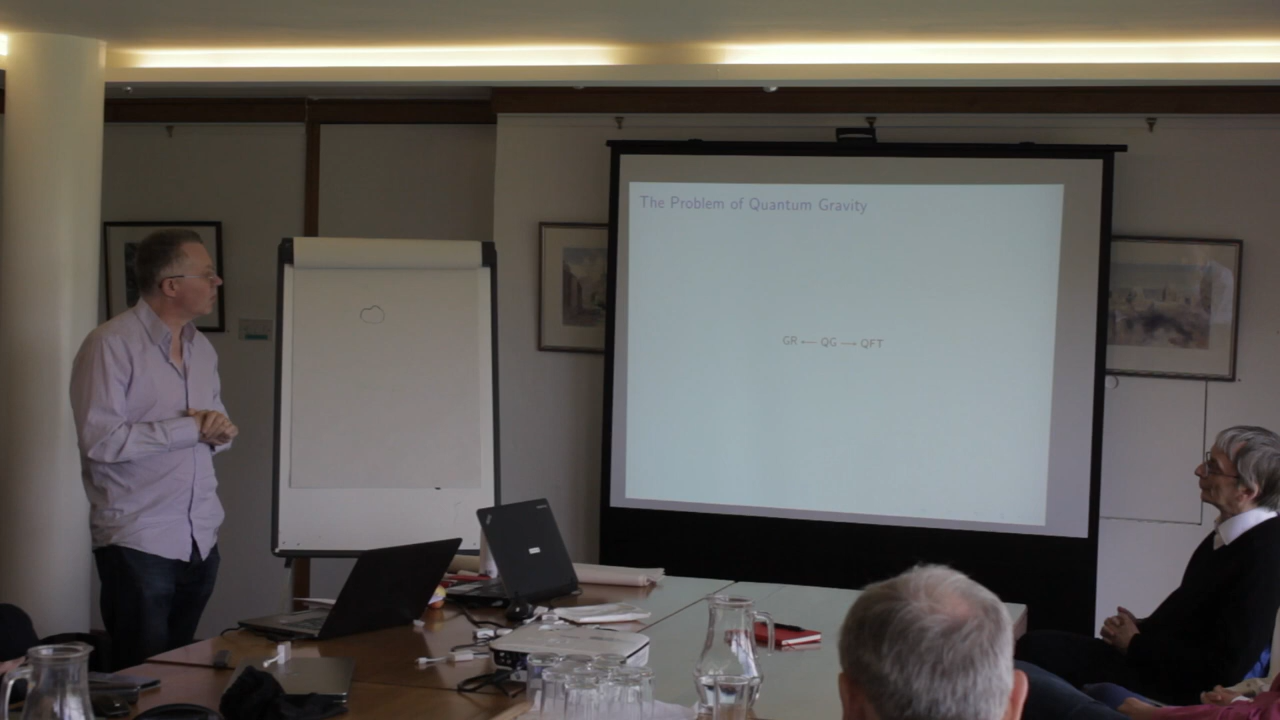 The Problem of Quantum Gravity
GR ← QG → QFT